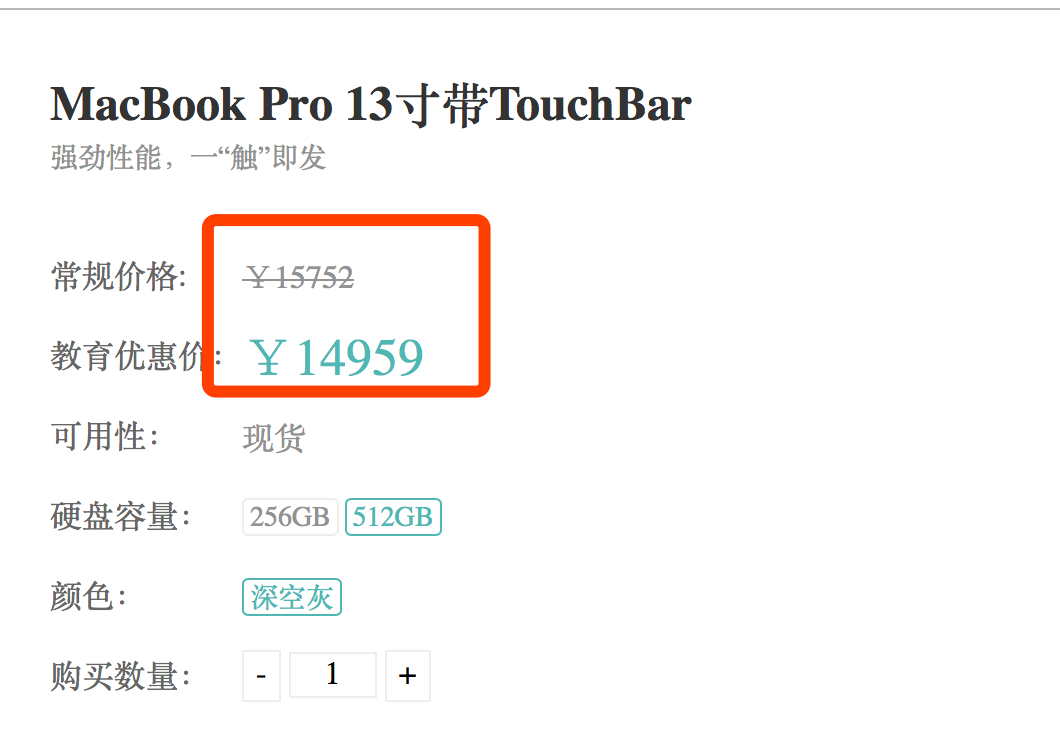 MacBook Pro 13寸带TouchBar
强劲性能，一“触”即发
常规价格: ￥15752
教育优惠价: ￥14959
可用性: 现货
硬盘容量: 256GB 512GB
颜色: 深空灰
购买数量: - 1 +